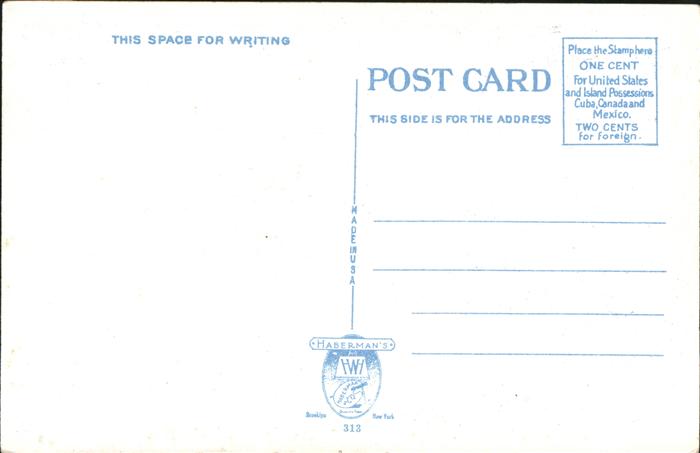 THIS SPACE FOR WRITING
POST CARD
THIS SIDE IS FOR THE ADDRESS
Place the Stamp here
ONE CENT
For United States
and Island Possessions
Cuba, Canada and
Mexico.
TWO CENTS
for Foreign.
MADE IN USA
HABERMAN'S
Brooklyn New York
313